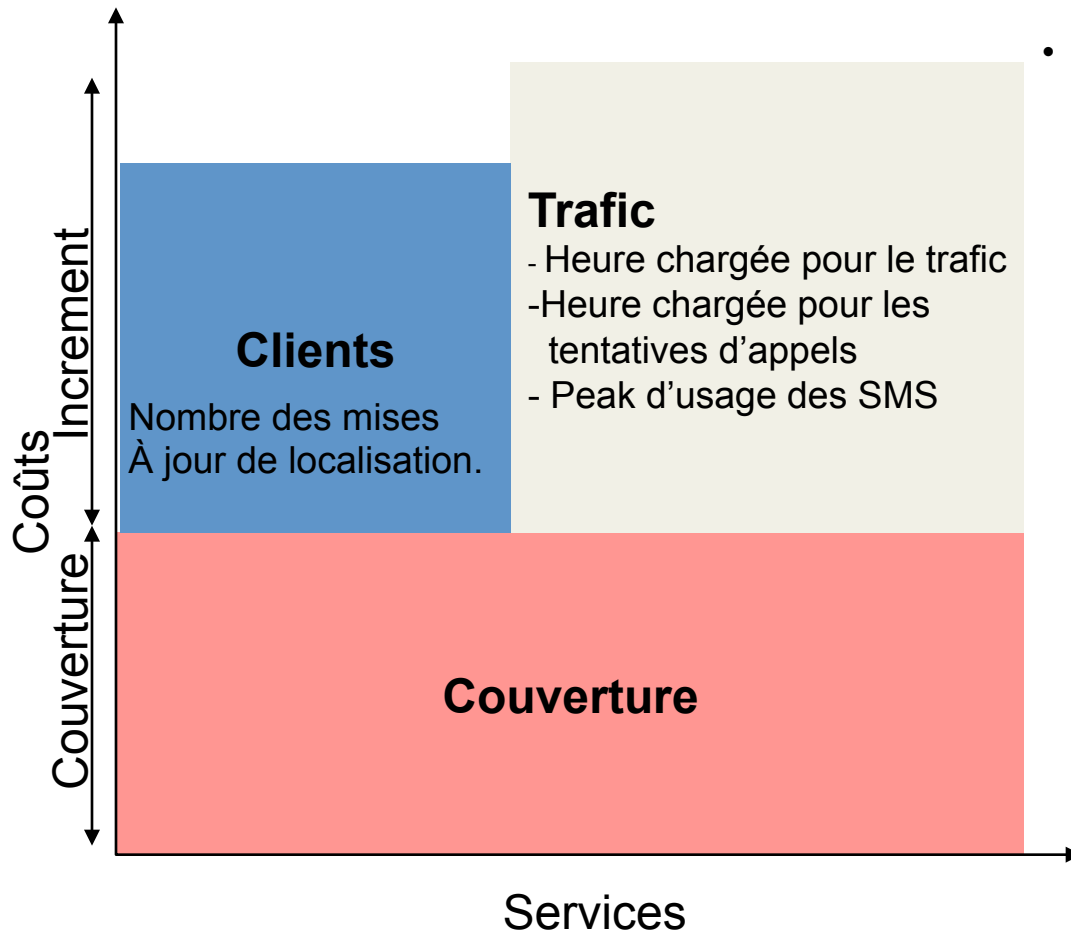 •
Trafic
- Heure chargée pour le trafic
-Heure chargée pour les
tentatives d'appels
- Peak d'usage des SMS
Clients
Nombre des mises
À jour de localisation.
Couverture
Coûts
Increment
Couverture
Services